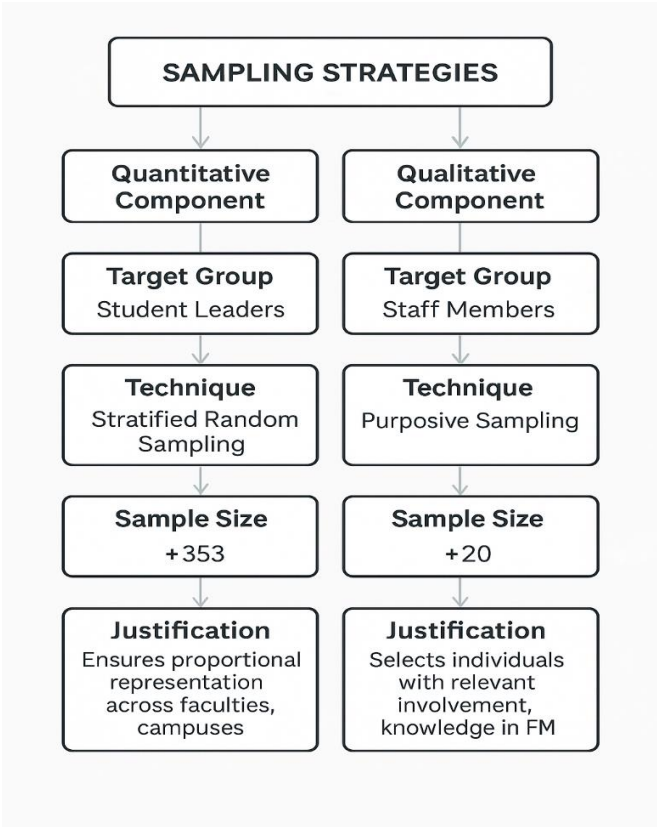 SAMPLING STRATEGIES
Quantitative
Component
Target Group
Student Leaders
Technique
Stratified Random
Sampling
Sample Size
+353
Justification
Ensures proportional
representation
across faculties,
campuses
Qualitative
Component
Target Group
Staff Members
Technique
Purposive Sampling
Sample Size
+20
Justification
Selects individuals
with relevant
involvement,
knowledge in FM